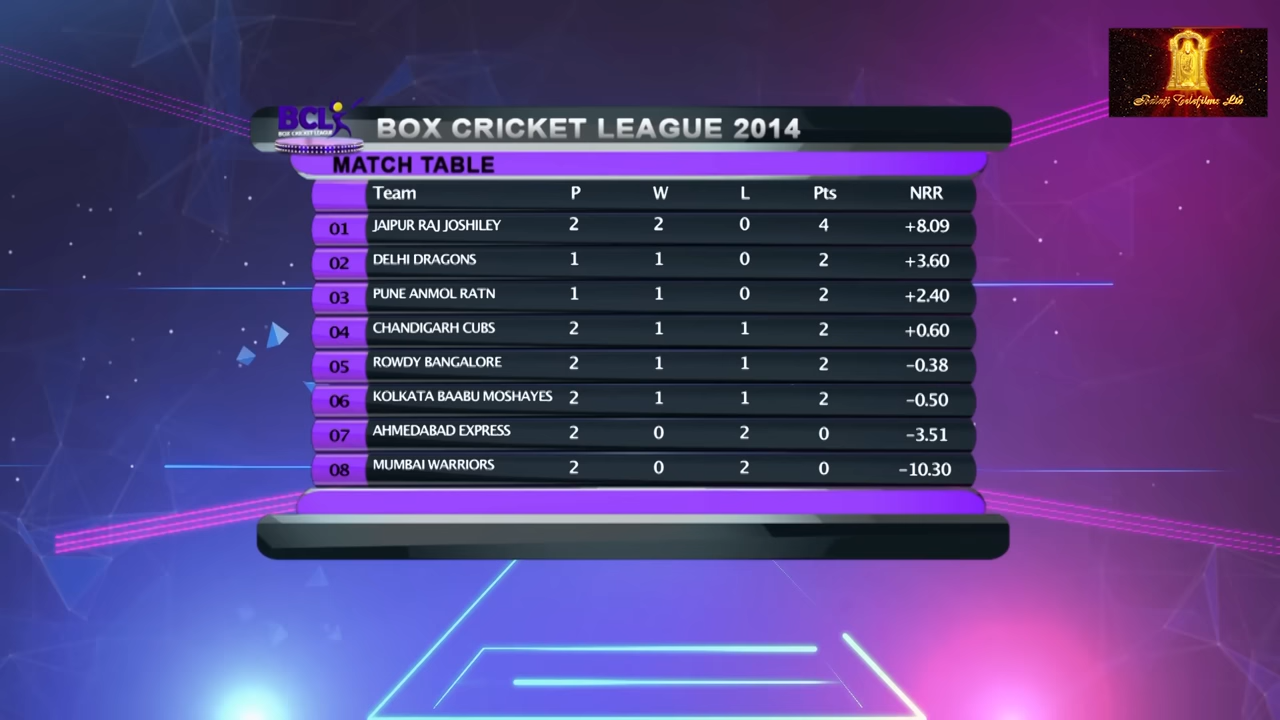 Balaji Telefilms Ltd
BCL
BOX CRICKET LEAGUE
BOX CRICKET LEAGUE 2014
MATCH TABLE
Team P W L Pts NRR
01 JAIPUR RAJ JOSHILEY 2 2 0 4 +8.09
02 DELHI DRAGONS 1 1 0 2 +3.60
03 PUNE ANMOL RATN 1 1 0 2 +2.40
04 CHANDIGARH CUBS 2 1 1 2 +0.60
05 ROWDY BANGALORE 2 1 1 2 -0.38
06 KOLKATA BAABU MOSHAYES 2 1 1 2 -0.50
07 AHMEDABAD EXPRESS 2 0 2 0 -3.51
08 MUMBAI WARRIORS 2 0 2 0 -10.30